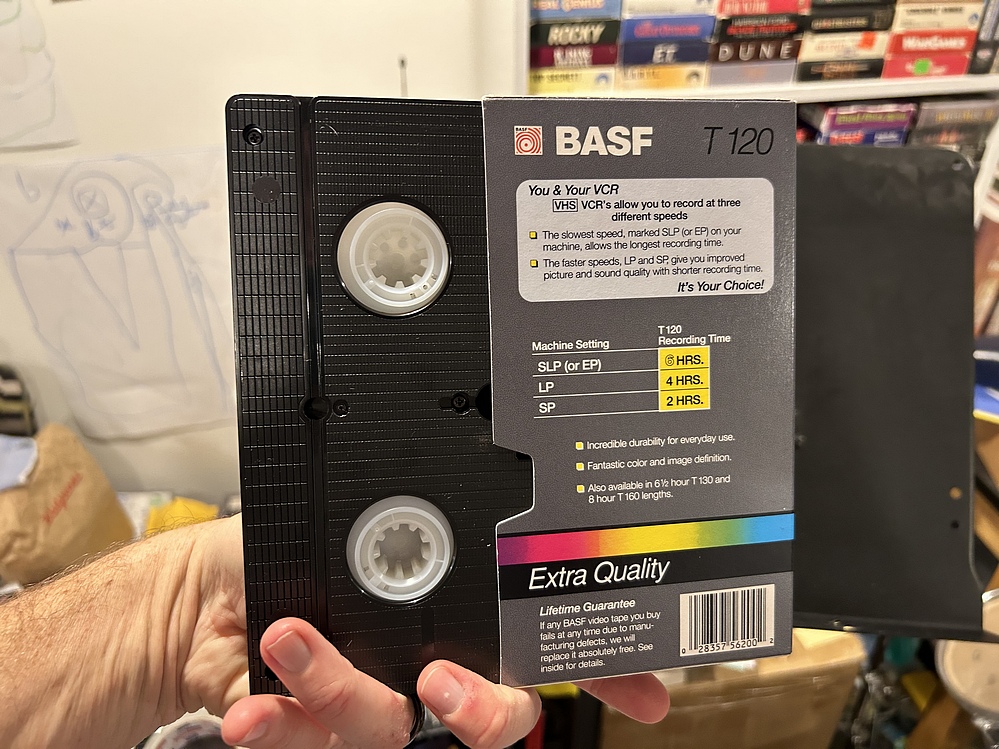 ROCKY
E.T.
DUNE
WARGAMES
BASF
BASF
T 120
You & Your VCR
VHS VCR's allow you to record at three
different speeds
The slowest speed, marked SLP (or EP) on your
machine, allows the longest recording time.
The faster speeds, LP and SP, give you improved
picture and sound quality with shorter recording time.
It's Your Choice!
T120
Machine Setting Recording Time
SLP (or EP) 6 HRS.
LP 4 HRS.
SP 2 HRS.
Incredible durability for everyday use.
Fantastic color and image definition.
Also available in 6½ hour T 130 and
8 hour T 160 lengths.
Extra Quality
Lifetime Guarantee
If any BASF video tape you buy
fails at any time due to manu-
facturing defects, we will
replace it absolutely free. See
inside for details.
0 28357 56200 2
Walgreens